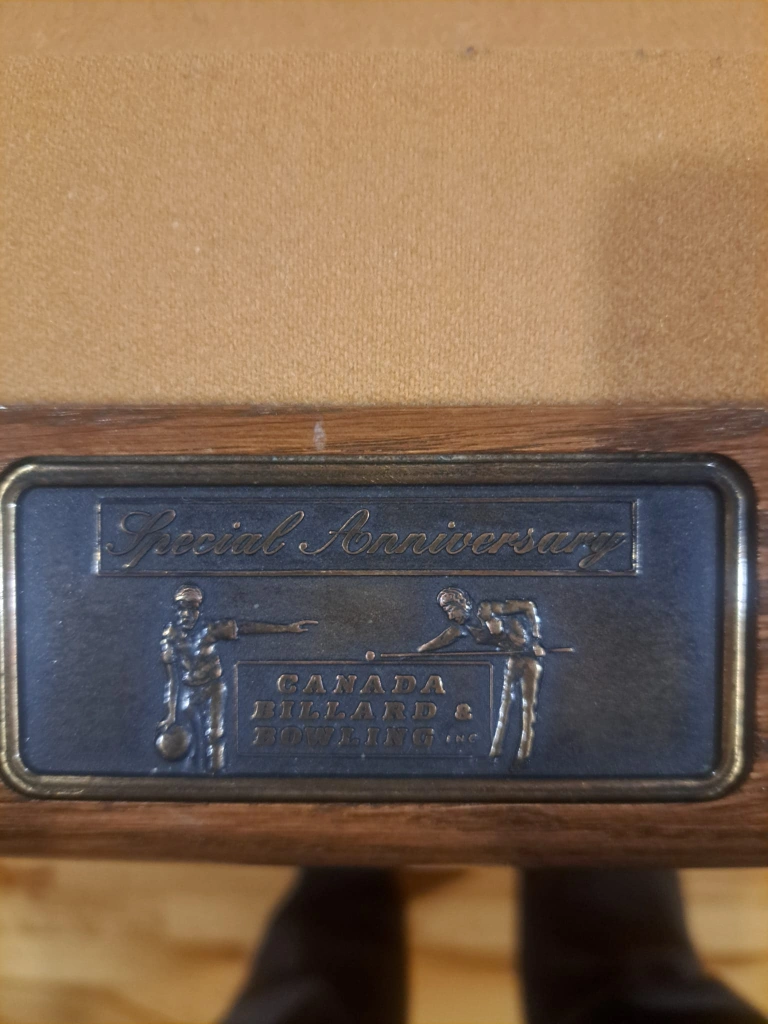 Special Anniversary
CANADA
BILLARD &
BOWLING INC